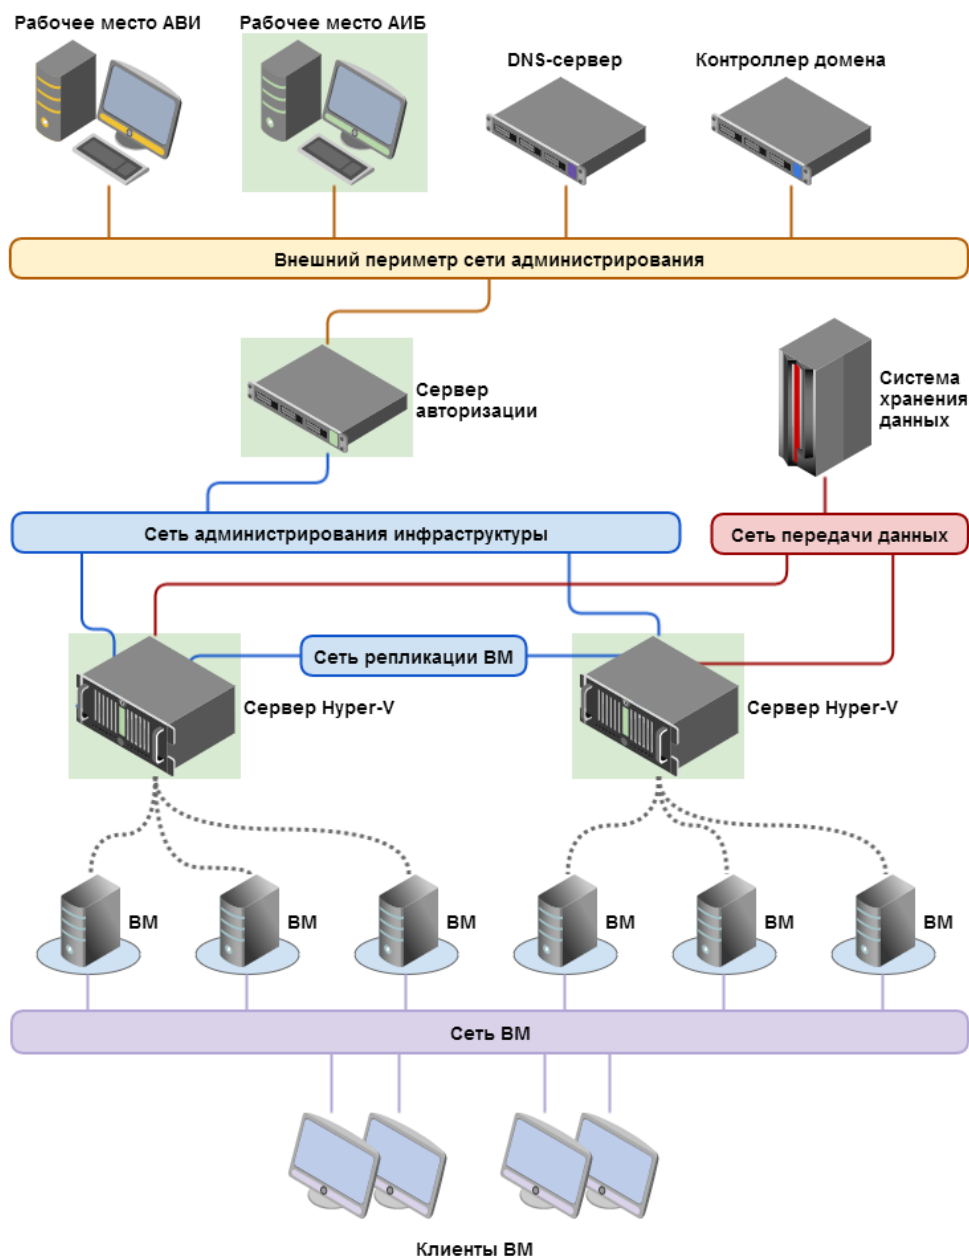 Рабочее место АВИ
Рабочее место АИБ
DNS-сервер
Контроллер домена
Внешний периметр сети администрирования
Сервер
авторизации
Система
хранения
данных
Сеть администрирования инфраструктуры
Сеть передачи данных
Сеть репликации ВМ
Сервер Hyper-V
Сервер Hyper-V
ВМ
ВМ
ВМ
ВМ
ВМ
ВМ
Сеть ВМ
Клиенты ВМ